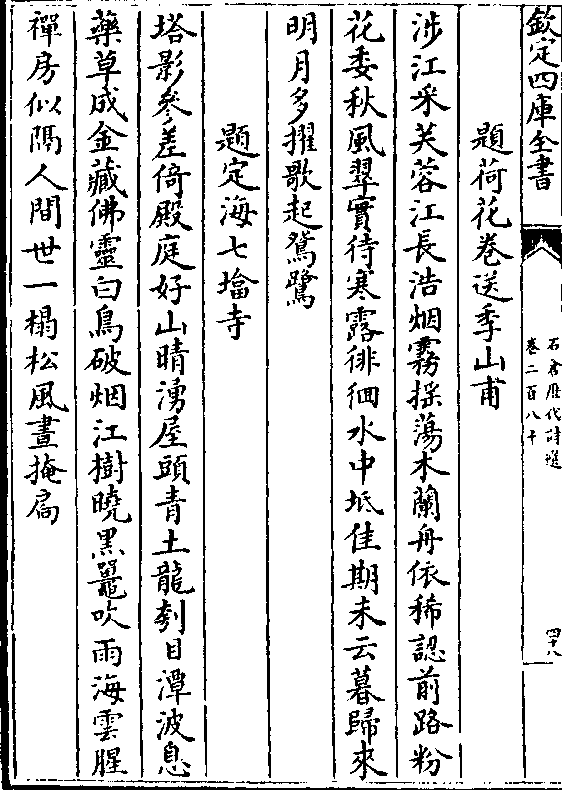 欽定四庫全書
石倉歷代詩選
卷二百八十
四十八
題荷花卷送季山甫
涉江采芙蓉江長浩烟霧採蕩木蘭舟依稀認前路粉
花委秋風翠實待寒露徘徊水中坻佳期未云暮歸來
明月多擢歌起鴛鷺
題定海七塔寺
塔影參差倚殿庭好山晴湧屋頭青土龍刳目潭波息
藥草成金藏佛靈白鳥破烟江樹曉黑鼉吹雨海雲腥
禪房似隔人間世一榻松風晝掩扃